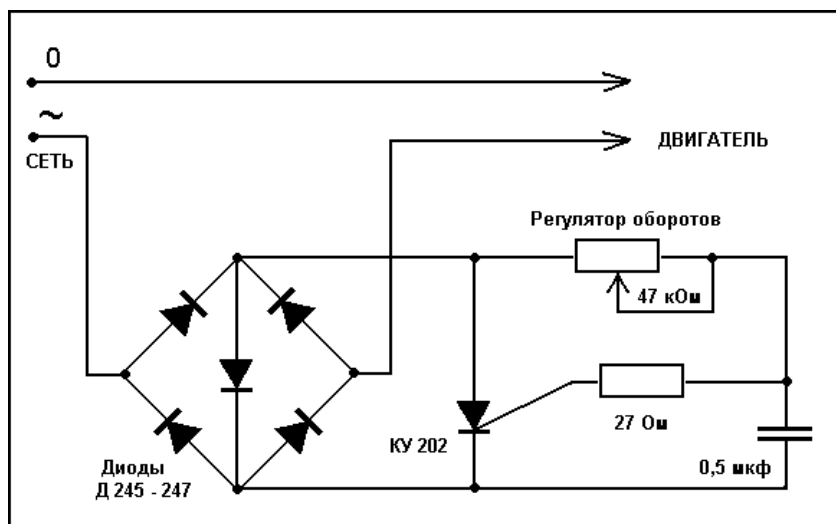 0
~
СЕТЬ
ДВИГАТЕЛЬ
Регулятор оборотов
47 кОм
27 Ом
КУ 202
0,5 мкф
Диоды
Д 245 - 247